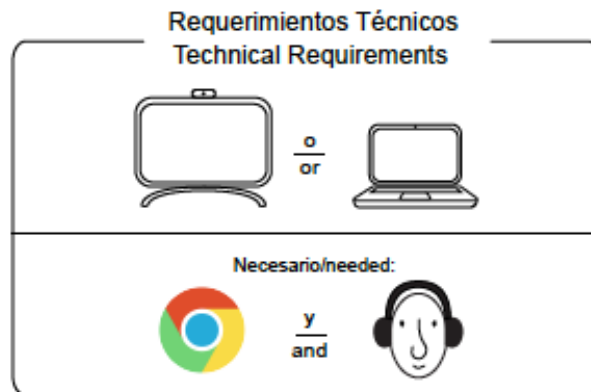 Requerimientos Técnicos
Technical Requirements
o
or
Necesario/needed:
y
and